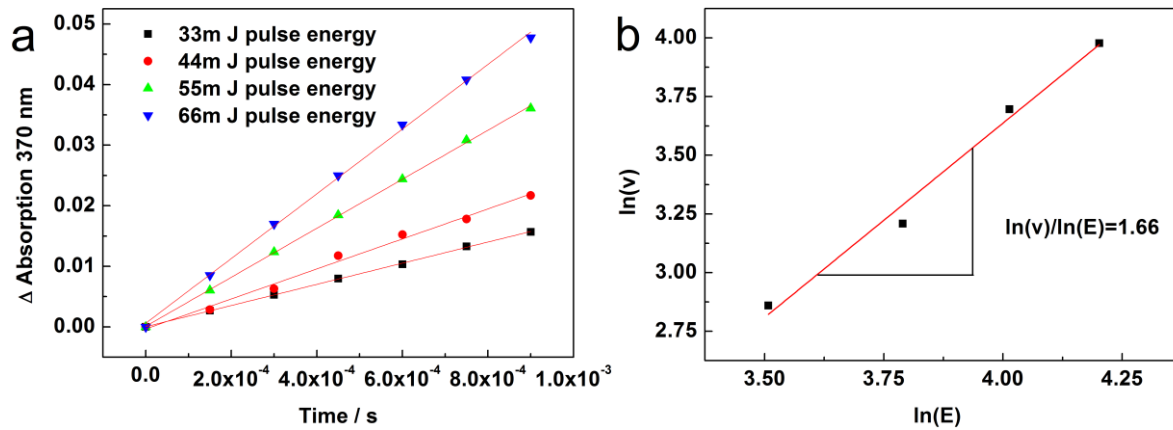 a
33m J pulse energy
44m J pulse energy
55m J pulse energy
66m J pulse energy
0.05
0.04
0.03
0.02
0.01
0.00
Δ Absorption 370 nm
0.0 2.0x10⁻⁴ 4.0x10⁻⁴ 6.0x10⁻⁴ 8.0x10⁻⁴ 1.0x10⁻³
Time / s
b
4.00
3.75
3.50
3.25
3.00
2.75
ln(v)
ln(v)/ln(E)=1.66
3.50 3.75 4.00 4.25
ln(E)